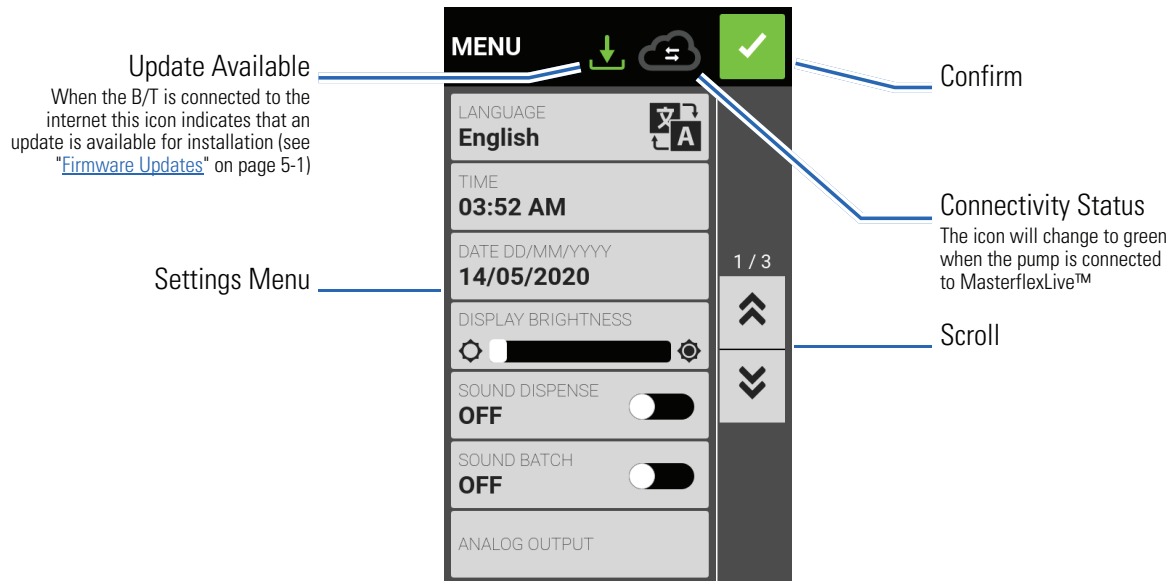 Update Available
When the B/T is connected to the
internet this icon indicates that an
update is available for installation (see
"Firmware Updates" on page 5-1)
Settings Menu
MENU
LANGUAGE
English
文
A
TIME
03:52 AM
DATE DD/MM/YYYY
14/05/2020
DISPLAY BRIGHTNESS
SOUND DISPENSE
OFF
SOUND BATCH
OFF
ANALOG OUTPUT
1 / 3
Confirm
Connectivity Status
The icon will change to green
when the pump is connected
to MasterflexLive™
Scroll